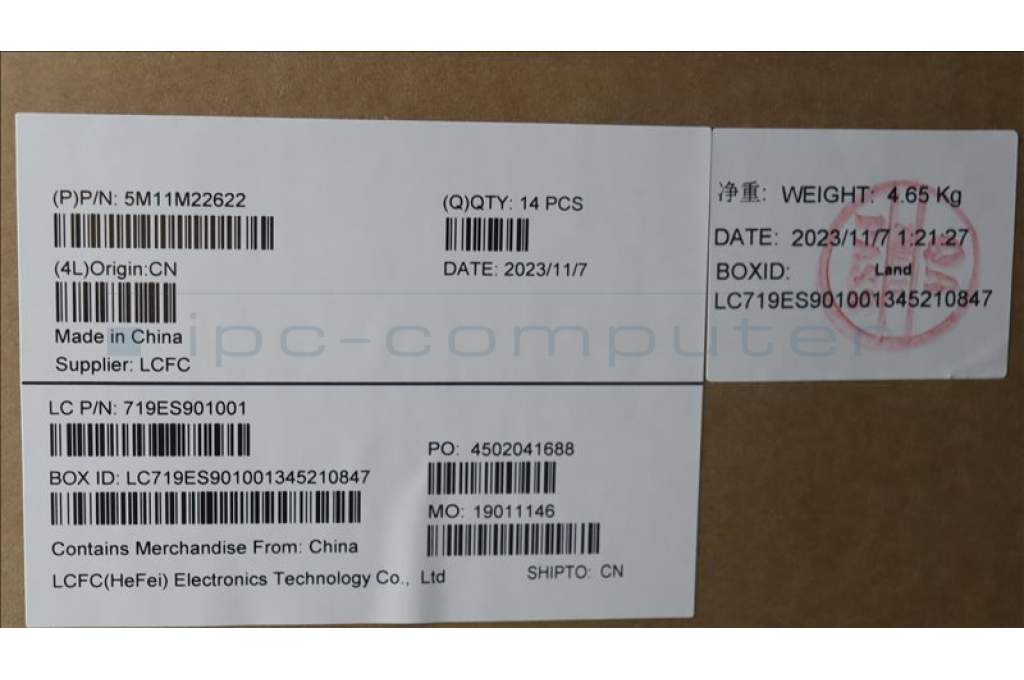 (P)P/N: 5M11M22622
(4L)Origin:CN
Made in China
Supplier: LCFC
(Q)QTY: 14 PCS
DATE: 2023/11/7
净重: WEIGHT: 4.65 Kg
DATE: 2023/11/7 1:21:27
BOXID: Land
LC719ES901001345210847
ipc-computer
LC P/N: 719ES901001
BOX ID: LC719ES901001345210847
Contains Merchandise From: China
LCFC(HeFei) Electronics Technology Co., Ltd
PO: 4502041688
MO: 19011146
SHIPTO: CN